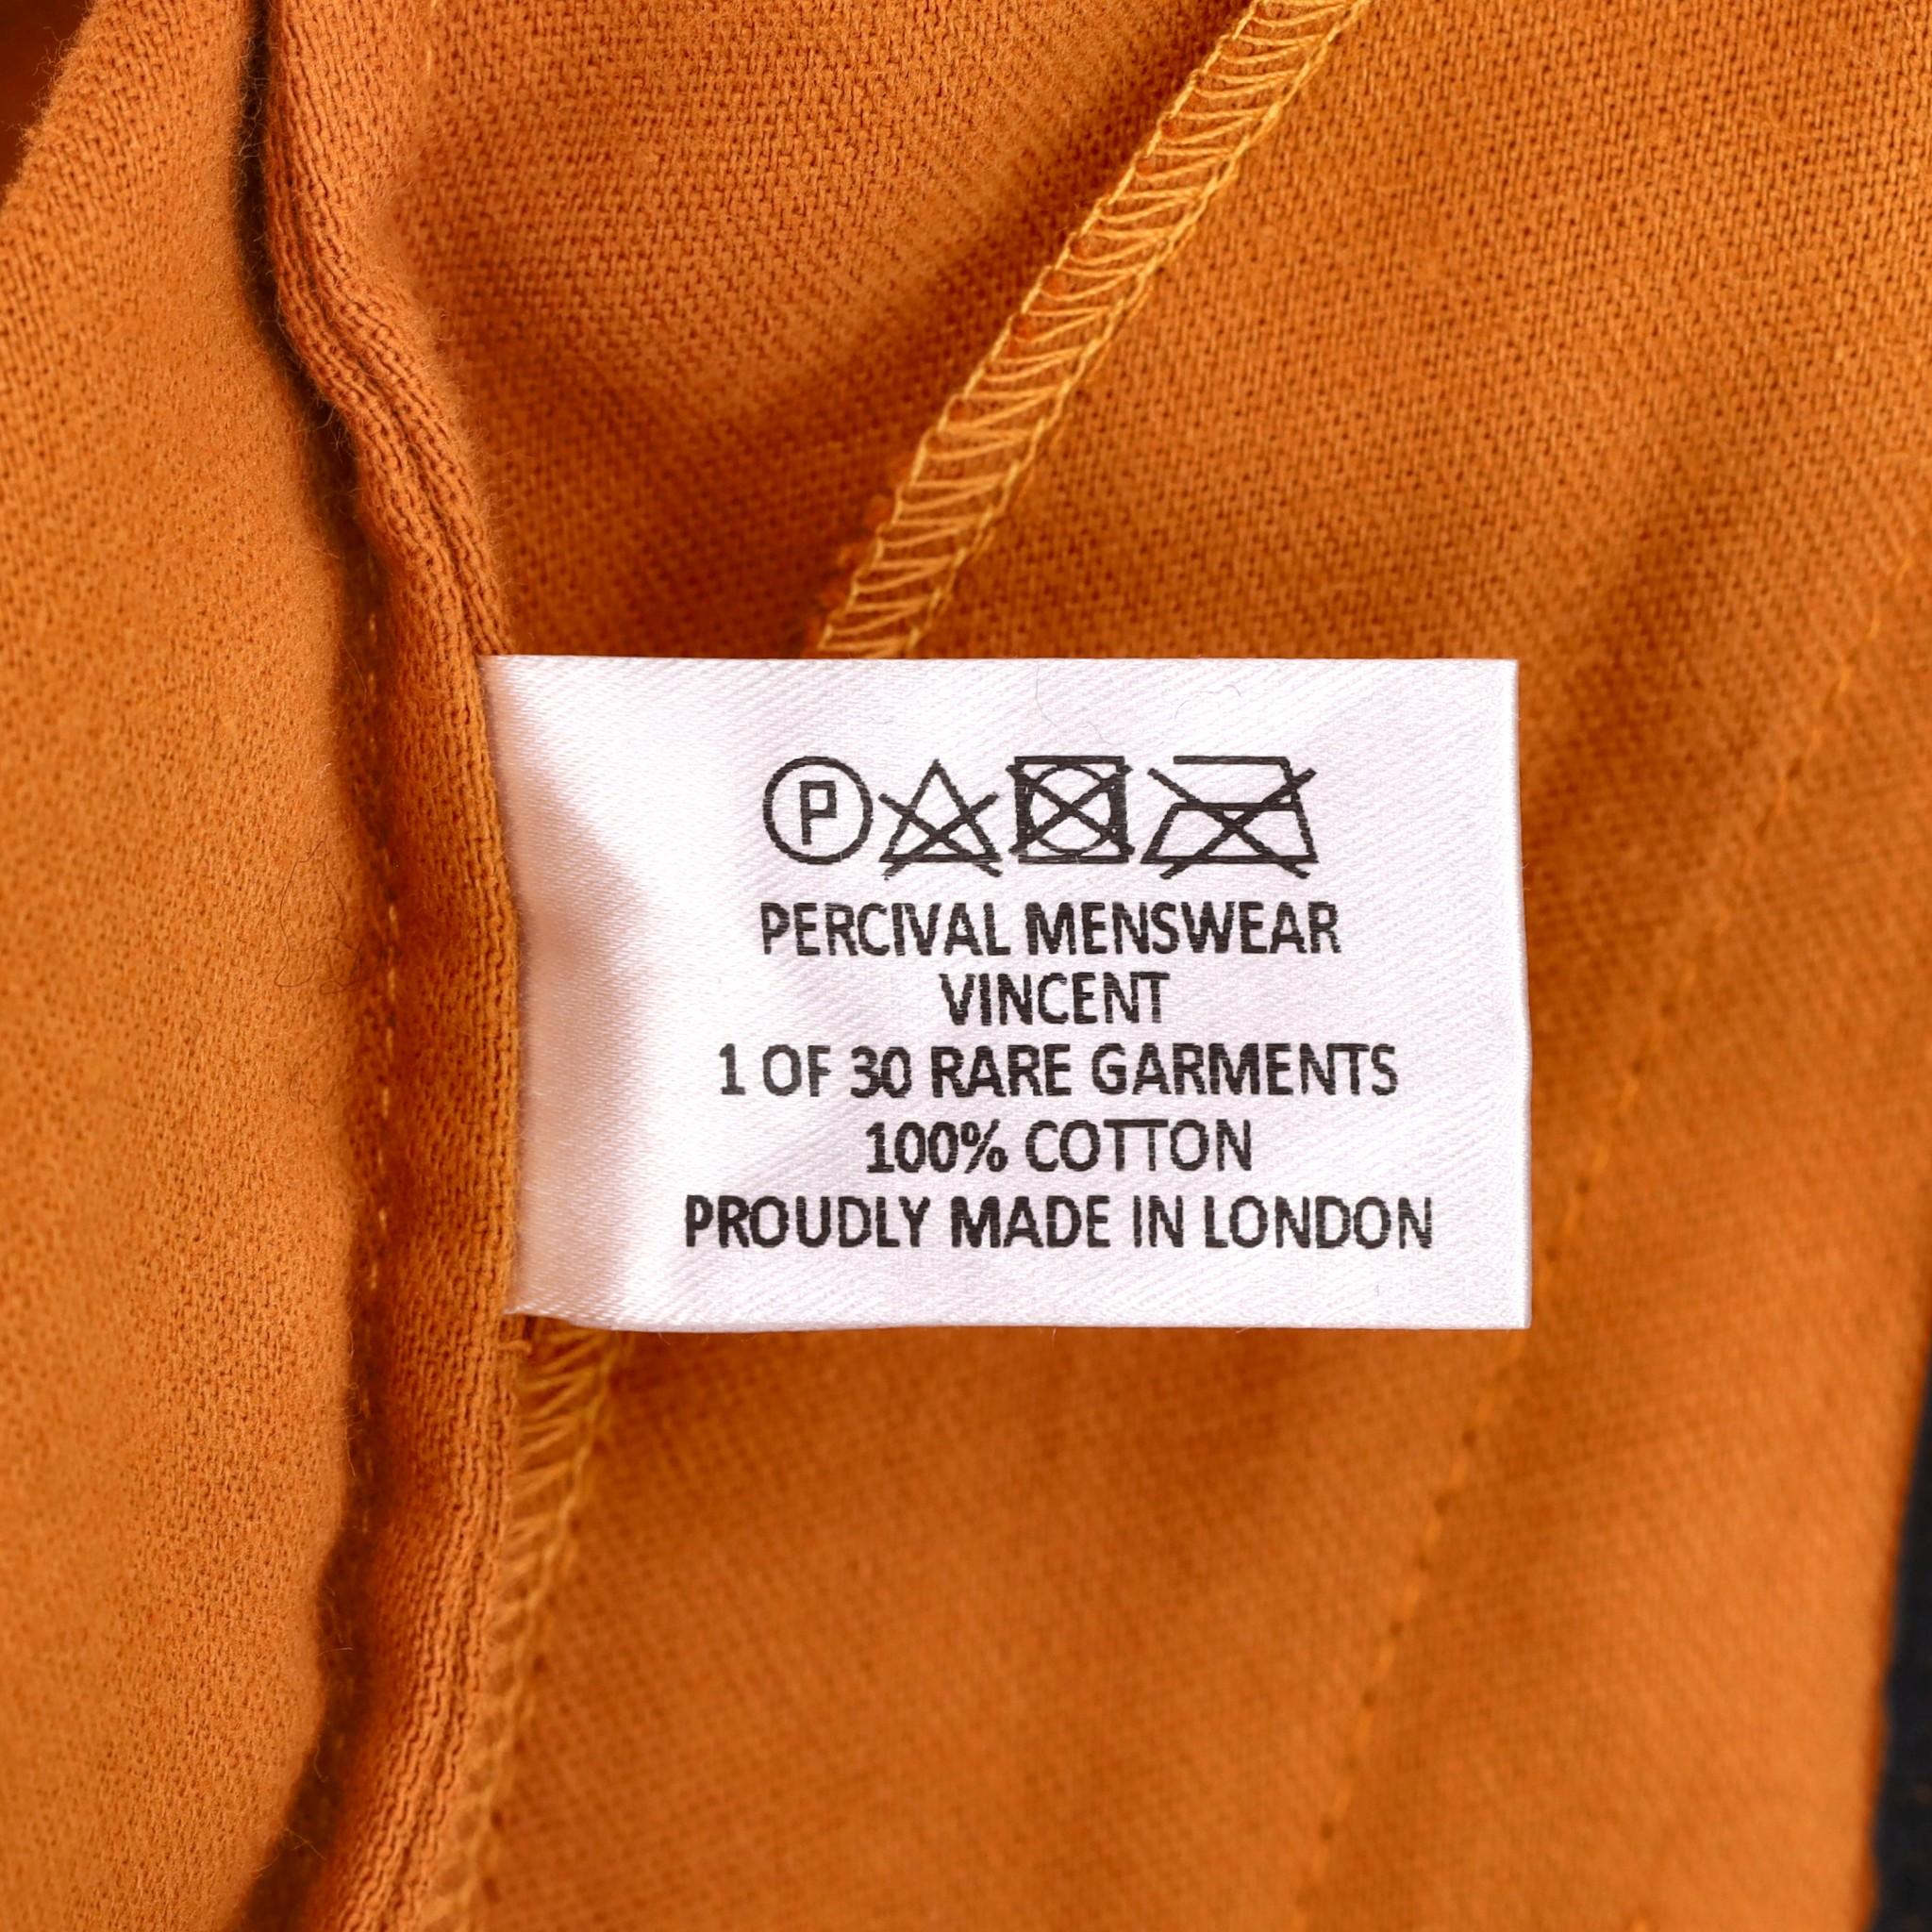 P
PERCIVAL MENSWEAR
VINCENT
1 OF 30 RARE GARMENTS
100% COTTON
PROUDLY MADE IN LONDON